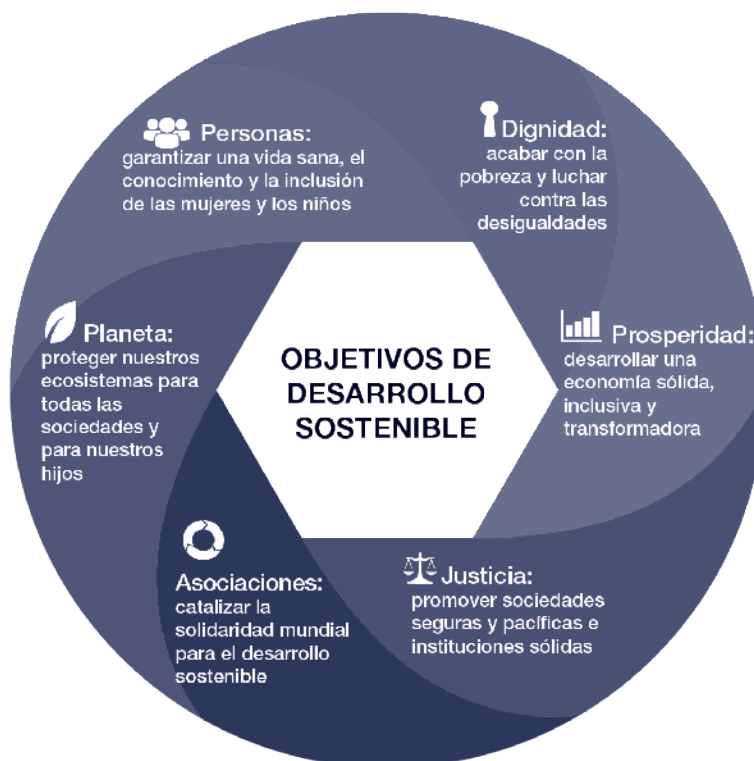 Personas:
garantizar una vida sana, el
conocimiento y la inclusión
de las mujeres y los niños
Dignidad:
acabar con la
pobreza y luchar
contra las
desigualdades
Planeta:
proteger nuestros
ecosistemas para
todas las
sociedades y
para nuestros
hijos
OBJETIVOS DE
DESARROLLO
SOSTENIBLE
Prosperidad:
desarrollar una
economía sólida,
inclusiva y
transformadora
Asociaciones:
catalizar la
solidaridad mundial
para el desarrollo
sostenible
Justicia:
promover sociedades
seguras y pacíficas e
instituciones sólidas